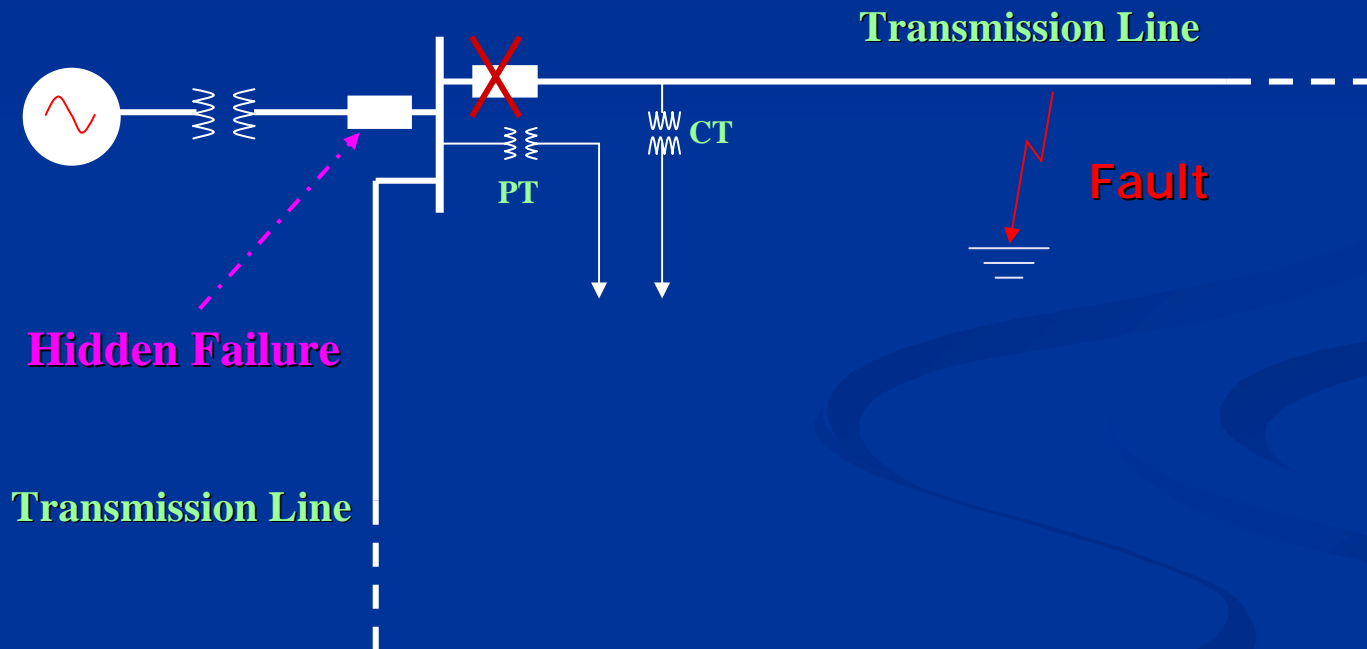 Transmission Line
CT
Fault
PT
Hidden Failure
Transmission Line